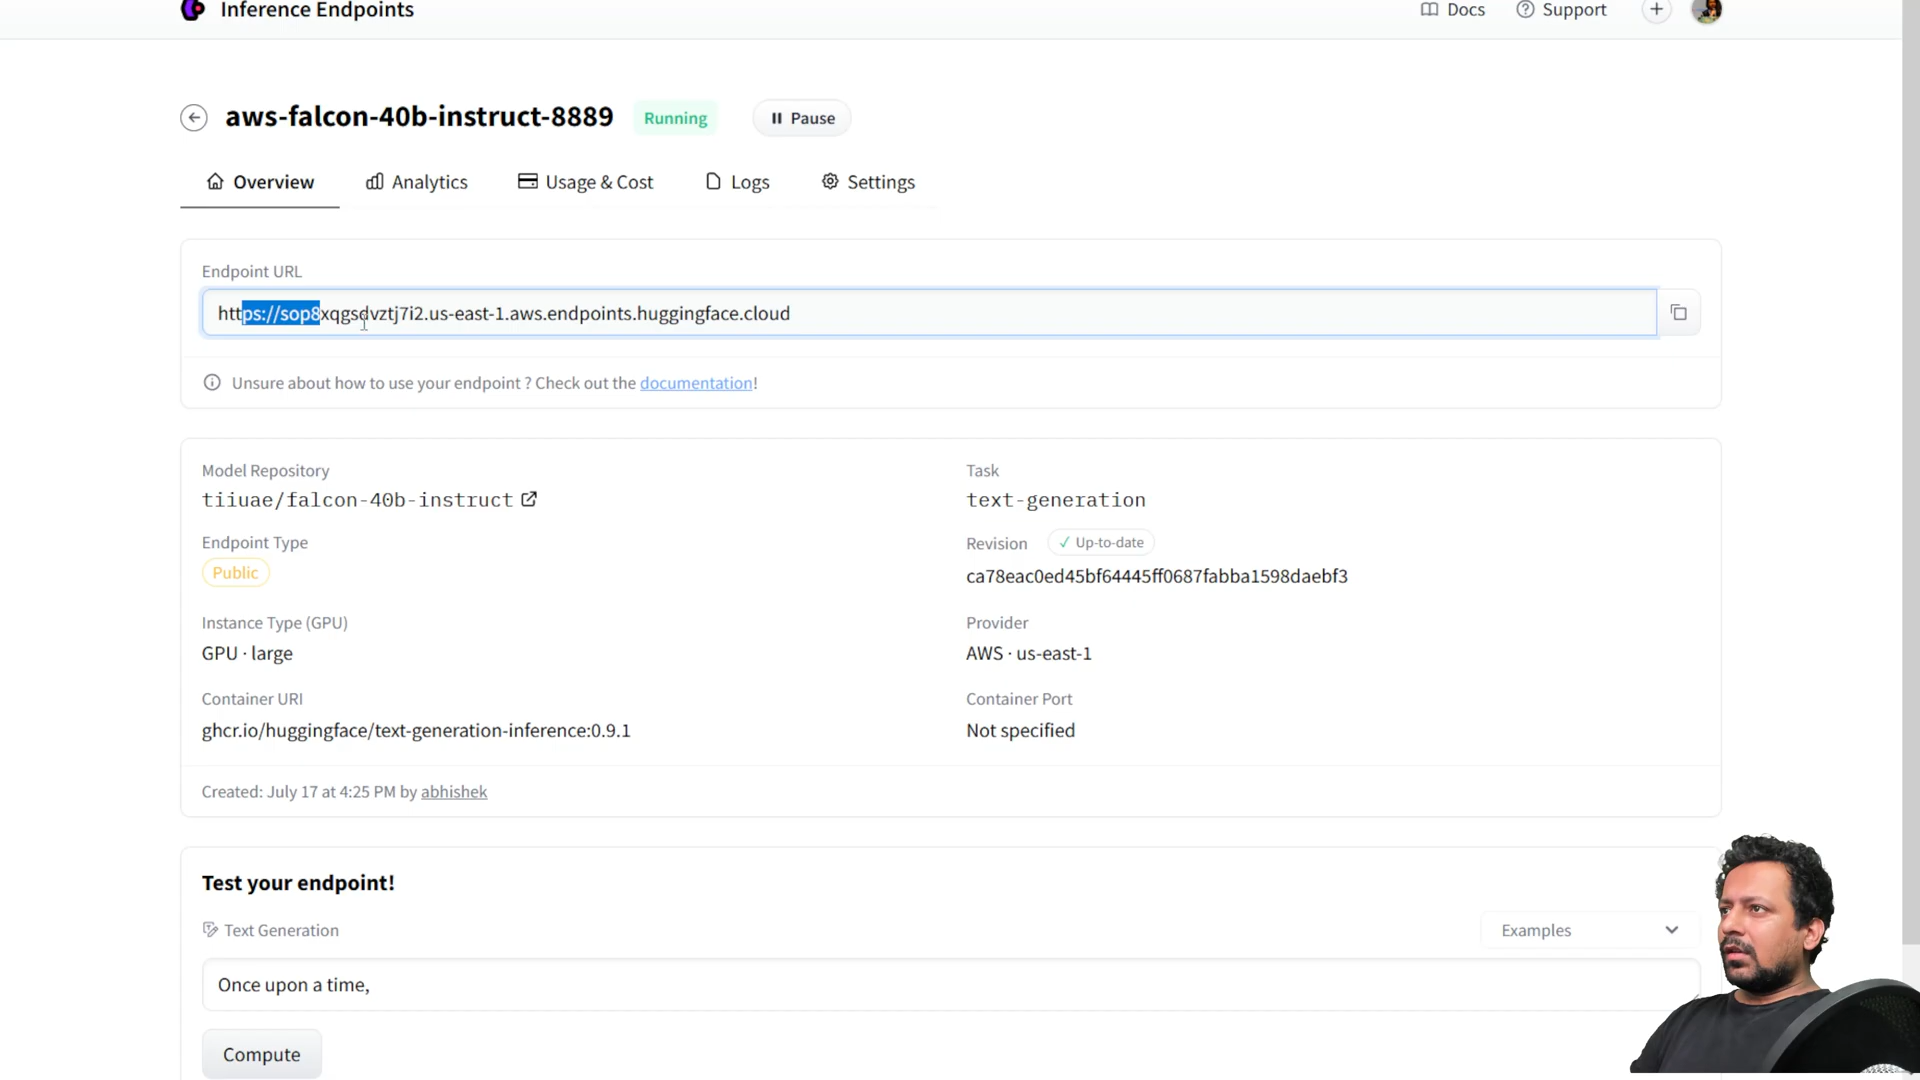 Inference Endpoints
Docs
Support
aws-falcon-40b-instruct-8889
Running
Pause
Overview
Analytics
Usage & Cost
Logs
Settings
Endpoint URL
https://sop8xqgsdvztj7i2.us-east-1.aws.endpoints.huggingface.cloud
Unsure about how to use your endpoint ? Check out the documentation!
Model Repository
tiiuae/falcon-40b-instruct
Task
text-generation
Endpoint Type
Public
Revision
Up-to-date
ca78eac0ed45bf64445ff0687fabba1598daebf3
Instance Type (GPU)
GPU · large
Provider
AWS · us-east-1
Container URI
ghcr.io/huggingface/text-generation-inference:0.9.1
Container Port
Not specified
Created: July 17 at 4:25 PM by abhishek
Test your endpoint!
Text Generation
Examples
Once upon a time,
Compute